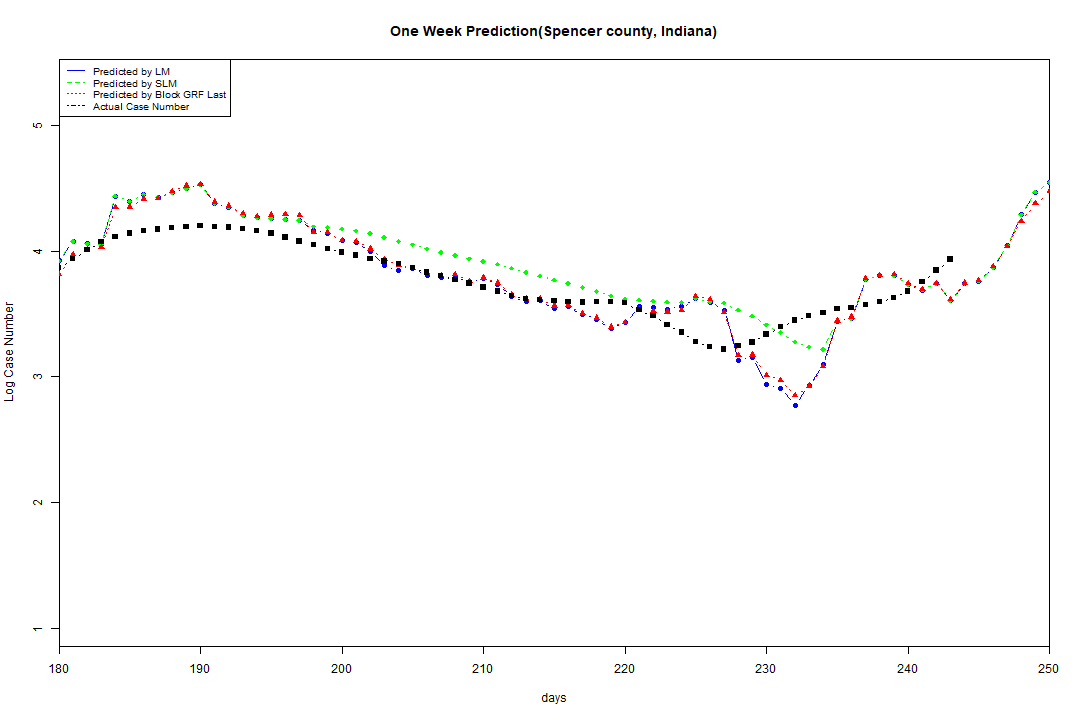 One Week Prediction(Spencer county, Indiana)
Predicted by LM
Predicted by SLM
Predicted by Block GRF Last
Actual Case Number
5
4
3
2
1
Log Case Number
180 190 200 210 220 230 240 250
days